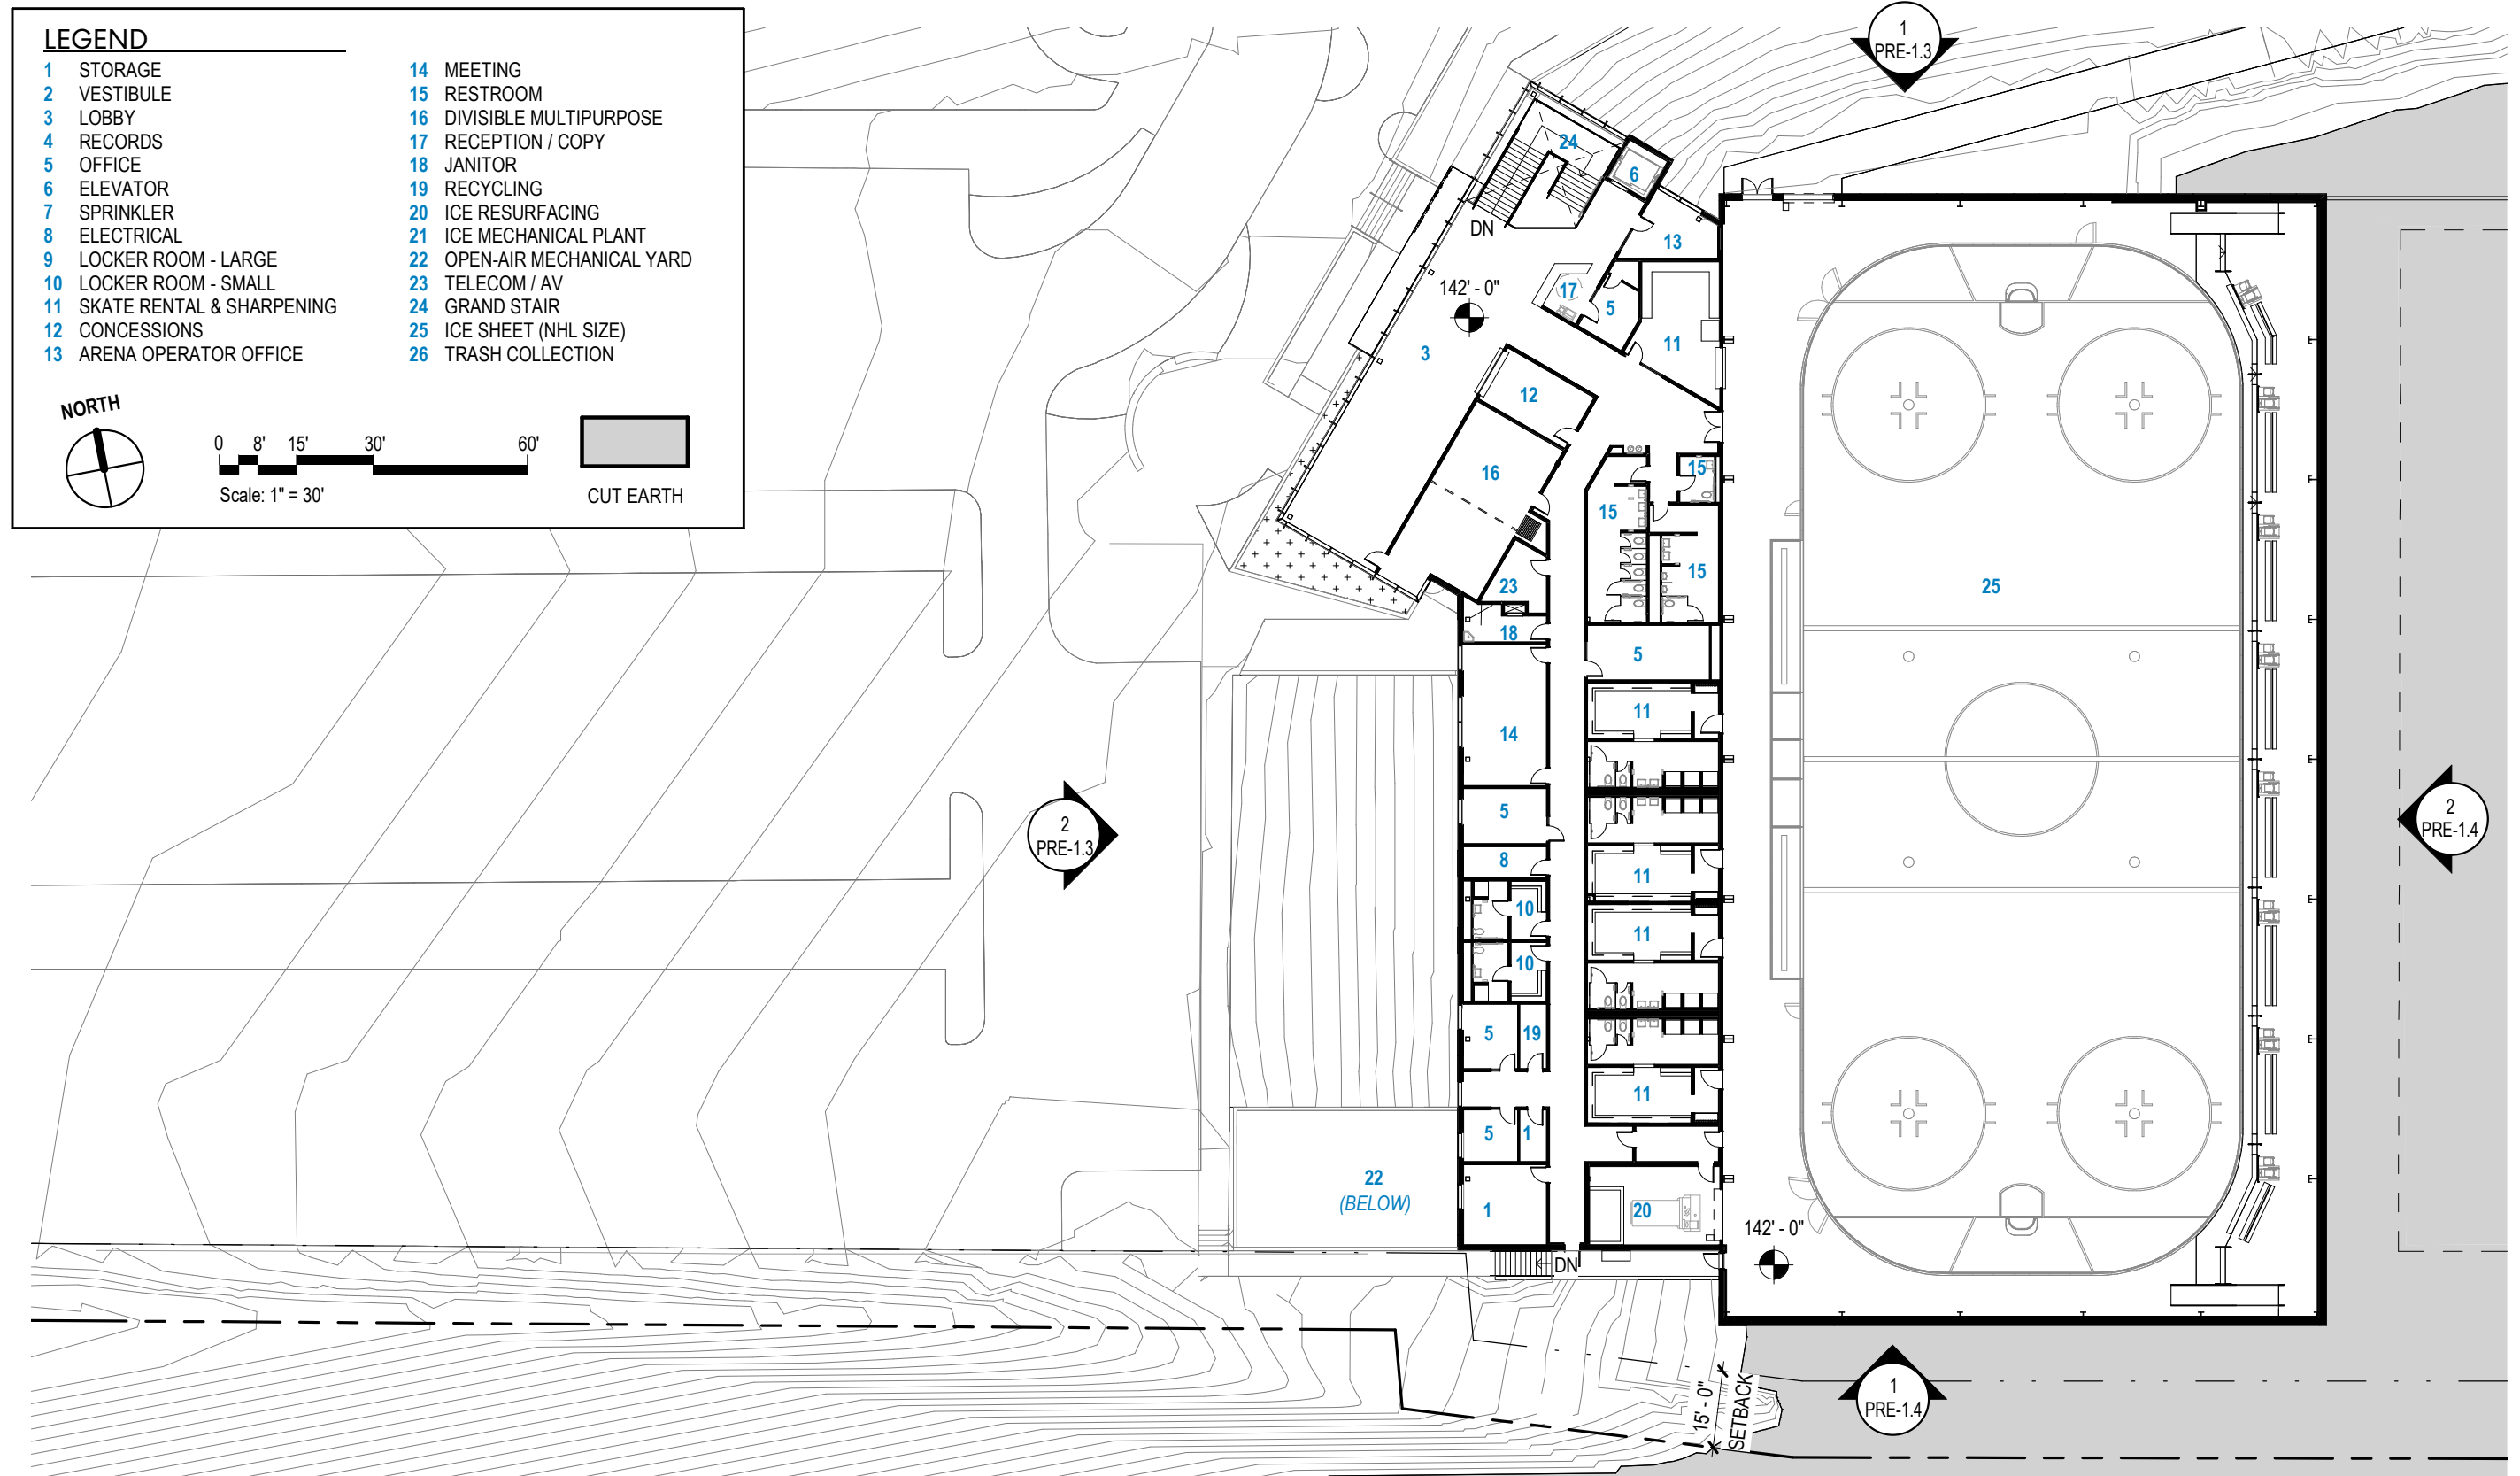 LEGEND
1 STORAGE
2 VESTIBULE
3 LOBBY
4 RECORDS
5 OFFICE
6 ELEVATOR
7 SPRINKLER
8 ELECTRICAL
9 LOCKER ROOM - LARGE
10 LOCKER ROOM - SMALL
11 SKATE RENTAL & SHARPENING
12 CONCESSIONS
13 ARENA OPERATOR OFFICE
14 MEETING
15 RESTROOM
16 DIVISIBLE MULTIPURPOSE
17 RECEPTION / COPY
18 JANITOR
19 RECYCLING
20 ICE RESURFACING
21 ICE MECHANICAL PLANT
22 OPEN-AIR MECHANICAL YARD
23 TELECOM / AV
24 GRAND STAIR
25 ICE SHEET (NHL SIZE)
26 TRASH COLLECTION
NORTH
0 8' 15' 30' 60'
Scale: 1" = 30'
CUT EARTH
1
PRE-1.3
24
6
DN
13
142' - 0"
17
5
3
11
12
16
15
15
15
23
25
18
5
11
14
5
2
PRE-1.3
2
PRE-1.4
8
11
10
11
10
5
19
11
5
1
22
(BELOW)
1
20
142' - 0"
DN
15' - 0"
SETBACK
1
PRE-1.4